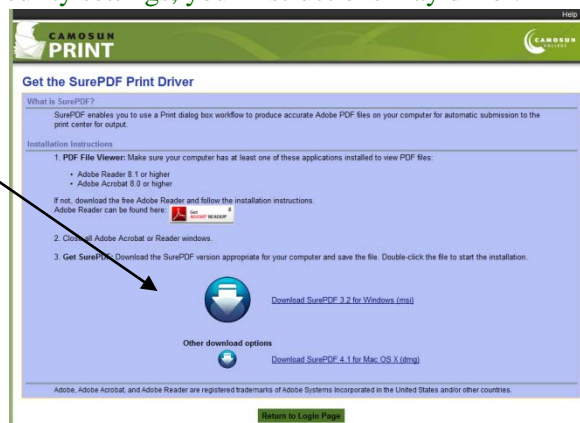 Help
CAMOSUN
PRINT
CAMOSUN
COLLEGE
Get the SurePDF Print Driver
What is SurePDF?
SurePDF enables you to use a Print dialog box workflow to produce accurate Adobe PDF files on your computer for automatic submission to the
print center for output.
Installation Instructions
1. PDF File Viewer: Make sure your computer has at least one of these applications installed to view PDF files:
• Adobe Reader 8.1 or higher
• Adobe Acrobat 8.0 or higher
If not, download the free Adobe Reader and follow the installation instructions.
Adobe Reader can be found here:
Get
ADOBE® READER®
2. Close all Adobe Acrobat or Reader windows.
3. Get SurePDF: Download the SurePDF version appropriate for your computer and save the file. Double-click the file to start the installation.
Download SurePDF 3.2 for Windows (msi)
Other download options
Download SurePDF 4.1 for Mac OS X (dmg)
Adobe, Adobe Acrobat, and Adobe Reader are registered trademarks of Adobe Systems Incorporated in the United States and/or other countries.
Return to Login Page